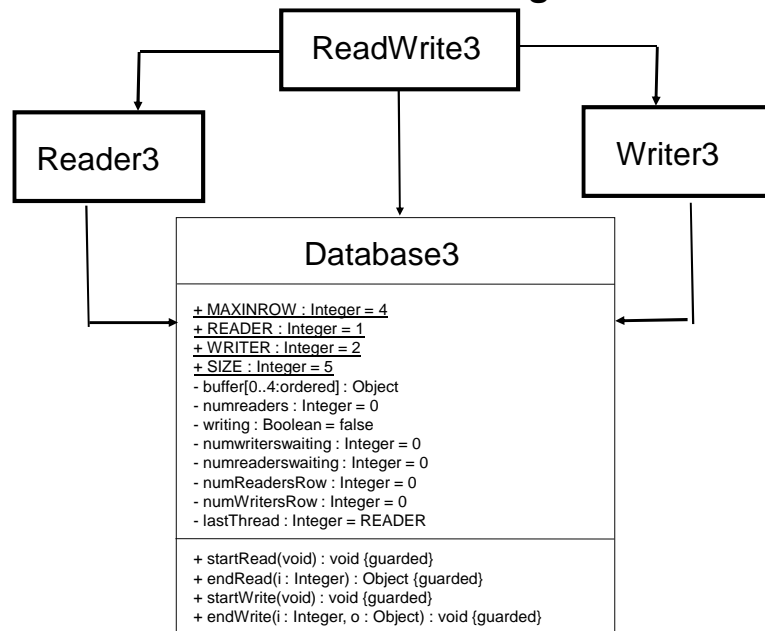 ReadWrite3
Reader3
Writer3
Database3
+ MAXINROW : Integer = 4
+ READER : Integer = 1
+ WRITER : Integer = 2
+ SIZE : Integer = 5
- buffer[0..4:ordered] : Object
- numreaders : Integer = 0
- writing : Boolean = false
- numwriterswaiting : Integer = 0
- numreaderswaiting : Integer = 0
- numReadersRow : Integer = 0
- numWritersRow : Integer = 0
- lastThread : Integer = READER
+ startRead(void) : void {guarded}
+ endRead(i : Integer) : Object {guarded}
+ startWrite(void) : void {guarded}
+ endWrite(i : Integer, o : Object) : void {guarded}